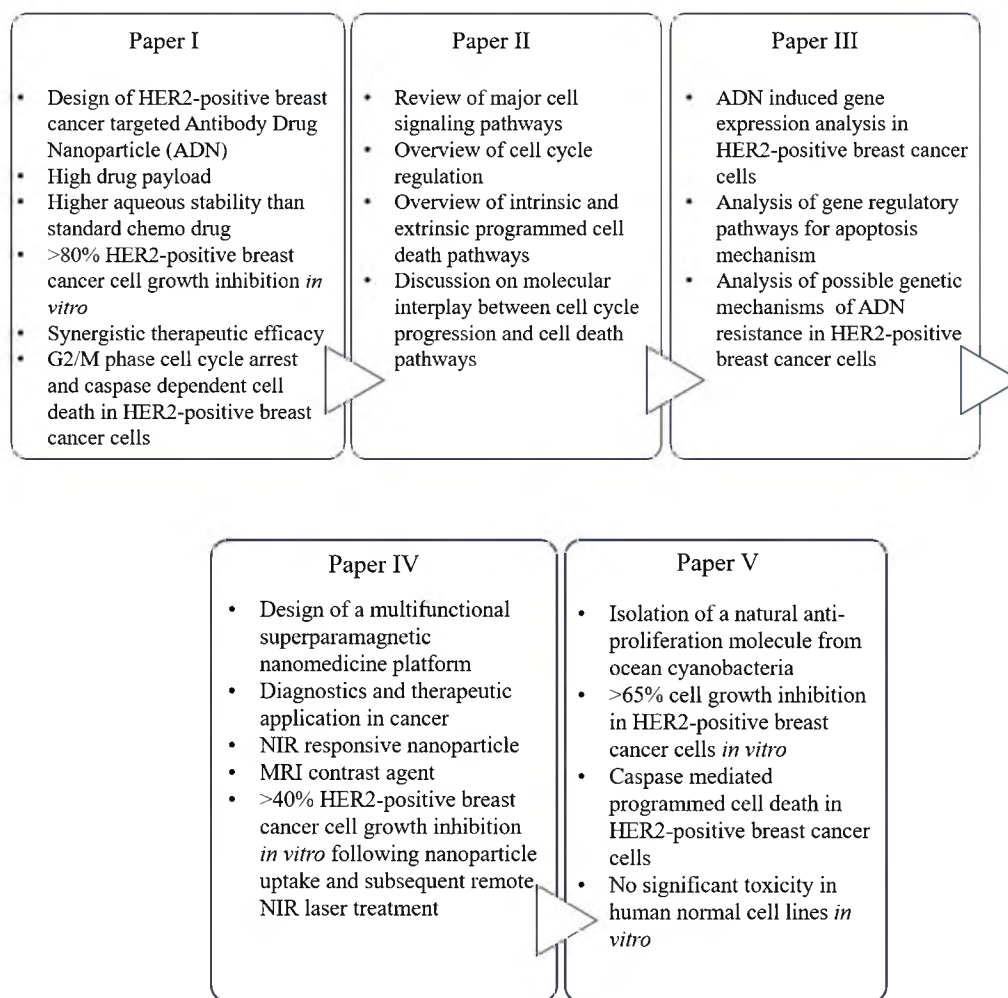 Paper I
• Design of HER2-positive breast
cancer targeted Antibody Drug
Nanoparticle (ADN)
• High drug payload
• Higher aqueous stability than
standard chemo drug
• >80% HER2-positive breast
cancer cell growth inhibition in
vitro
• Synergistic therapeutic efficacy
• G2/M phase cell cycle arrest
and caspase dependent cell
death in HER2-positive breast
cancer cells
Paper II
• Review of major cell
signaling pathways
• Overview of cell cycle
regulation
• Overview of intrinsic and
extrinsic programmed cell
death pathways
• Discussion on molecular
interplay between cell cycle
progression and cell death
pathways
Paper III
• ADN induced gene
expression analysis in
HER2-positive breast cancer
cells
• Analysis of gene regulatory
pathways for apoptosis
mechanism
• Analysis of possible genetic
mechanisms of ADN
resistance in HER2-positive
breast cancer cells
Paper IV
• Design of a multifunctional
superparamagnetic
nanomedicine platform
• Diagnostics and therapeutic
application in cancer
• NIR responsive nanoparticle
• MRI contrast agent
• >40% HER2-positive breast
cancer cell growth inhibition
in vitro following nanoparticle
uptake and subsequent remote
NIR laser treatment
Paper V
• Isolation of a natural anti-
proliferation molecule from
ocean cyanobacteria
• >65% cell growth inhibition
in HER2-positive breast
cancer cells in vitro
• Caspase mediated
programmed cell death in
HER2-positive breast cancer
cells
• No significant toxicity in
human normal cell lines in
vitro